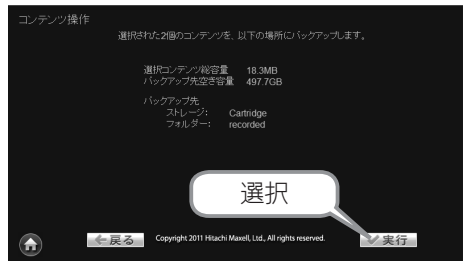 コンテンツ操作
選択された2個のコンテンツを、以下の場所にバックアップします。
選択コンテンツ総容量 18.3MB
バックアップ先空き容量 497.7GB
バックアップ先
ストレージ: Cartridge
フォルダー: recorded
選択
戻る Copyright 2011 Hitachi Maxell, Ltd., All rights reserved. 実行